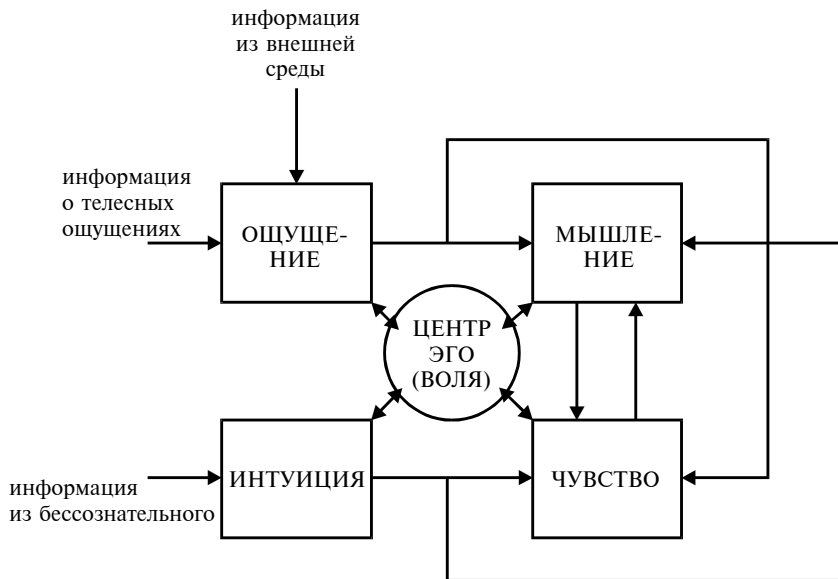 информация
из внешней
среды
информация
о телесных
ощущениях
ОЩУЩЕ-
НИЕ
МЫШЛЕ-
НИЕ
ЦЕНТР
ЭГО
(ВОЛЯ)
ИНТУИЦИЯ
ЧУВСТВО
информация
из бессознательного